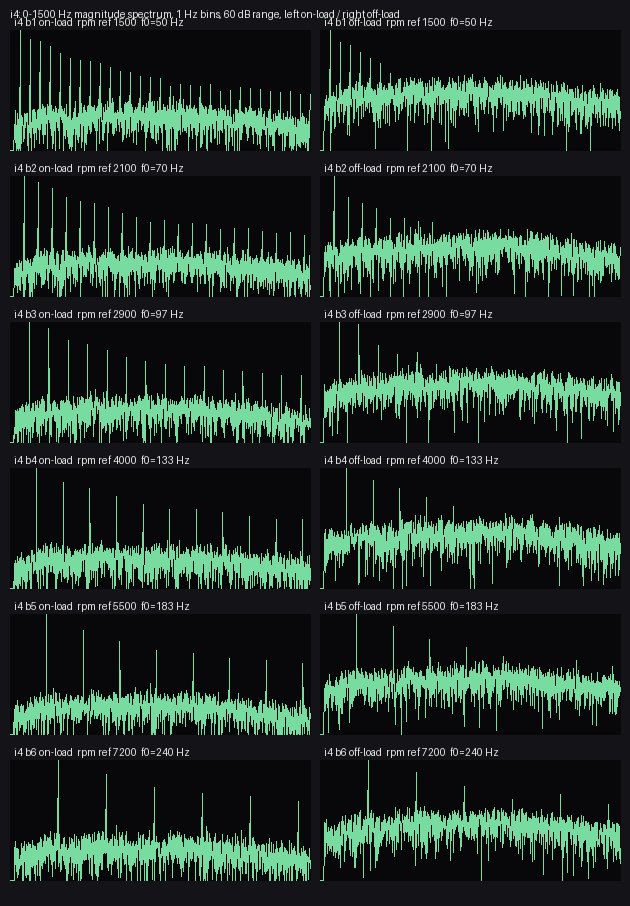 i4: 0-1500 Hz magnitude spectrum, 1 Hz bins, 60 dB range, left on-load / right off-load
i4 b1 on-load rpm ref 1500 f0=50 Hz
i4 b1 off-load rpm ref 1500 f0=50 Hz
i4 b2 on-load rpm ref 2100 f0=70 Hz
i4 b2 off-load rpm ref 2100 f0=70 Hz
i4 b3 on-load rpm ref 2900 f0=97 Hz
i4 b3 off-load rpm ref 2900 f0=97 Hz
i4 b4 on-load rpm ref 4000 f0=133 Hz
i4 b4 off-load rpm ref 4000 f0=133 Hz
i4 b5 on-load rpm ref 5500 f0=183 Hz
i4 b5 off-load rpm ref 5500 f0=183 Hz
i4 b6 on-load rpm ref 7200 f0=240 Hz
i4 b6 off-load rpm ref 7200 f0=240 Hz